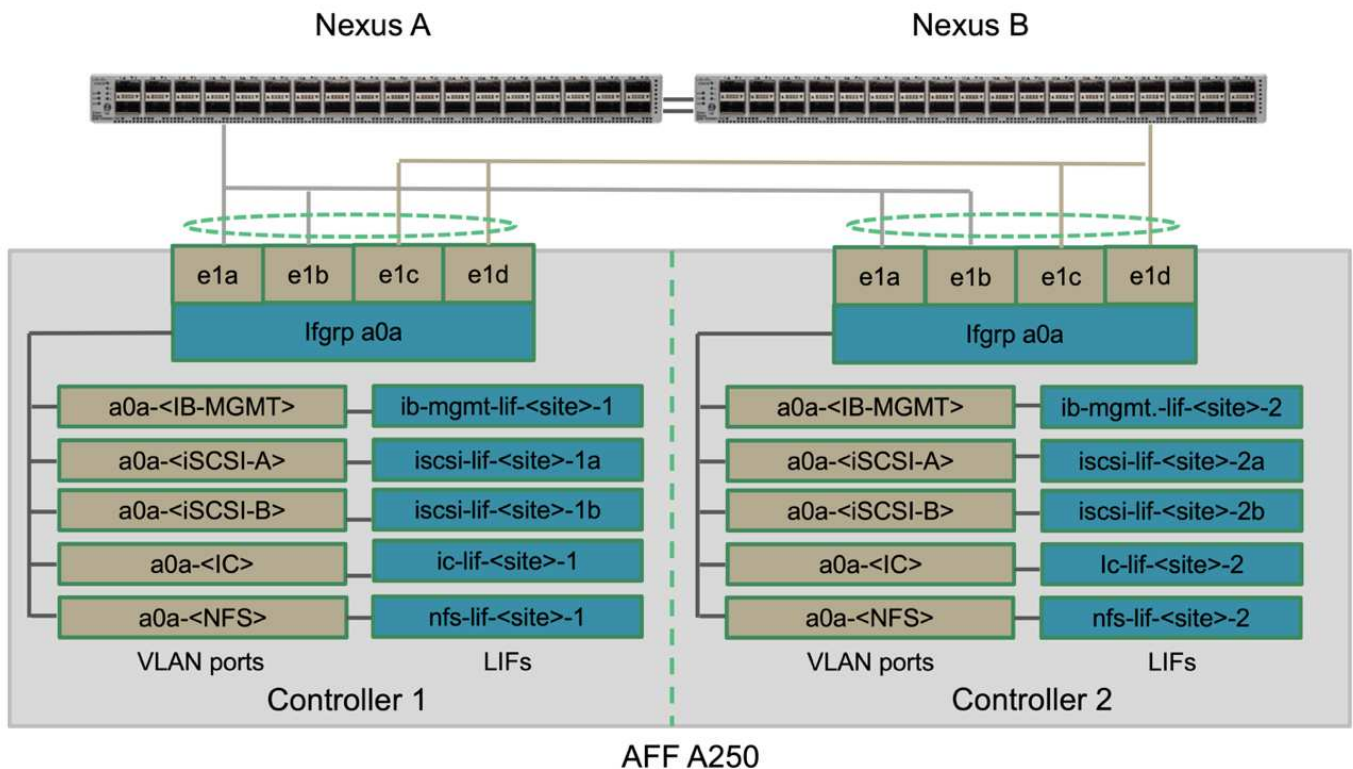 Nexus A
Nexus B
e1a e1b e1c e1d
Ifgrp a0a
a0a-<IB-MGMT> ib-mgmt-lif-<site>-1
a0a-<iSCSI-A> iscsi-lif-<site>-1a
a0a-<iSCSI-B> iscsi-lif-<site>-1b
a0a-<IC> ic-lif-<site>-1
a0a-<NFS> nfs-lif-<site>-1
VLAN ports LIFs
Controller 1
e1a e1b e1c e1d
Ifgrp a0a
a0a-<IB-MGMT> ib-mgmt.-lif-<site>-2
a0a-<iSCSI-A> iscsi-lif-<site>-2a
a0a-<iSCSI-B> iscsi-lif-<site>-2b
a0a-<IC> Ic-lif-<site>-2
a0a-<NFS> nfs-lif-<site>-2
VLAN ports LIFs
Controller 2
AFF A250